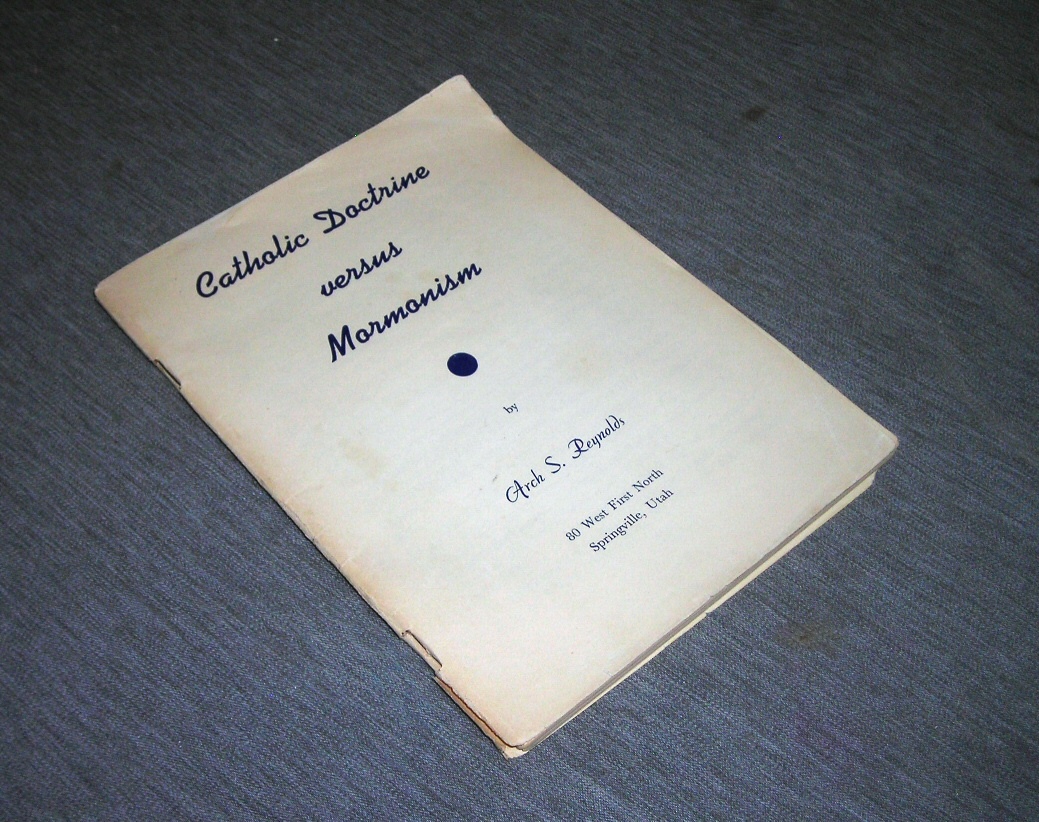 Catholic Doctrine
versus
Mormonism
by
Arch S. Reynolds
80 West First North
Springville, Utah